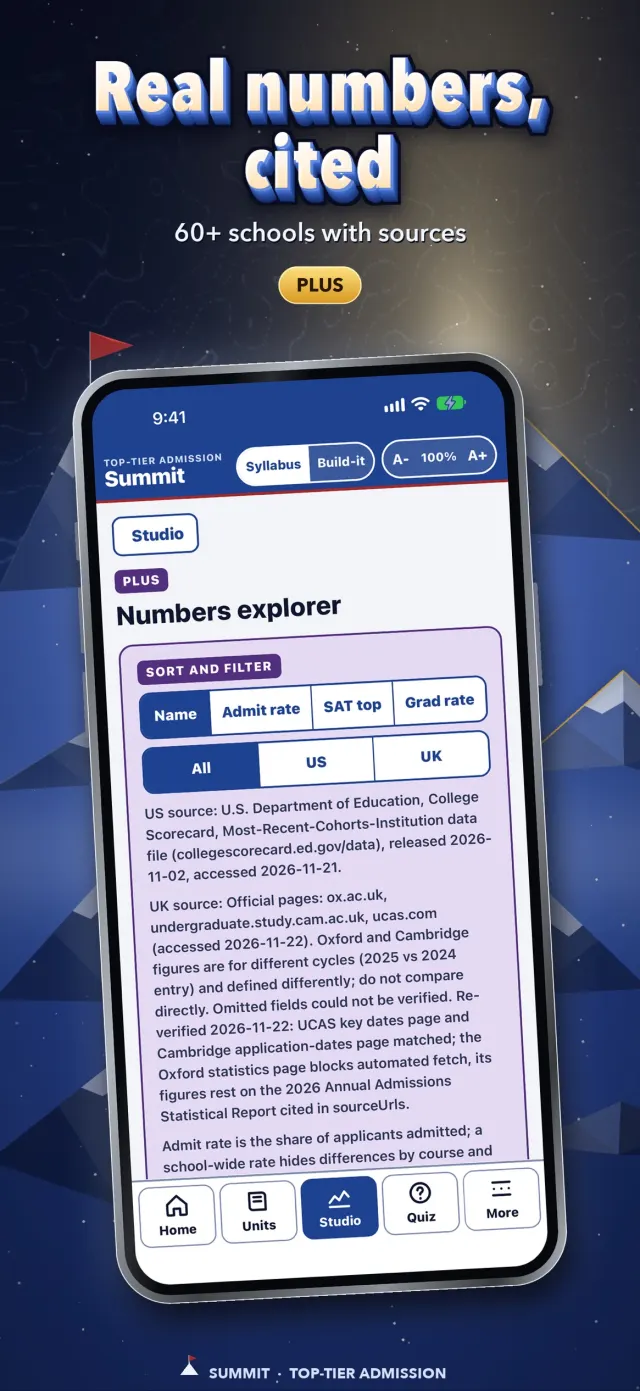 Real numbers,
cited
60+ schools with sources
PLUS
9:41
TOP-TIER ADMISSION
Summit
Syllabus
Build-it
A-
100%
A+
Studio
PLUS
Numbers explorer
SORT AND FILTER
Name
Admit rate
SAT top
Grad rate
All
US
UK
US source: U.S. Department of Education, College
Scorecard, Most-Recent-Cohorts-Institution data
file (collegescorecard.ed.gov/data), released 2026-
11-02, accessed 2026-11-21.
UK source: Official pages: ox.ac.uk,
undergraduate.study.cam.ac.uk, ucas.com
(accessed 2026-11-22). Oxford and Cambridge
figures are for different cycles (2025 vs 2024
entry) and defined differently; do not compare
directly. Omitted fields could not be verified. Re-
verified 2026-11-22: UCAS key dates page and
Cambridge application-dates page matched; the
Oxford statistics page blocks automated fetch, its
figures rest on the 2026 Annual Admissions
Statistical Report cited in sourceUrls.
Admit rate is the share of applicants admitted; a
school-wide rate hides differences by course and
Home
Units
Studio
Quiz
More
SUMMIT · TOP-TIER ADMISSION